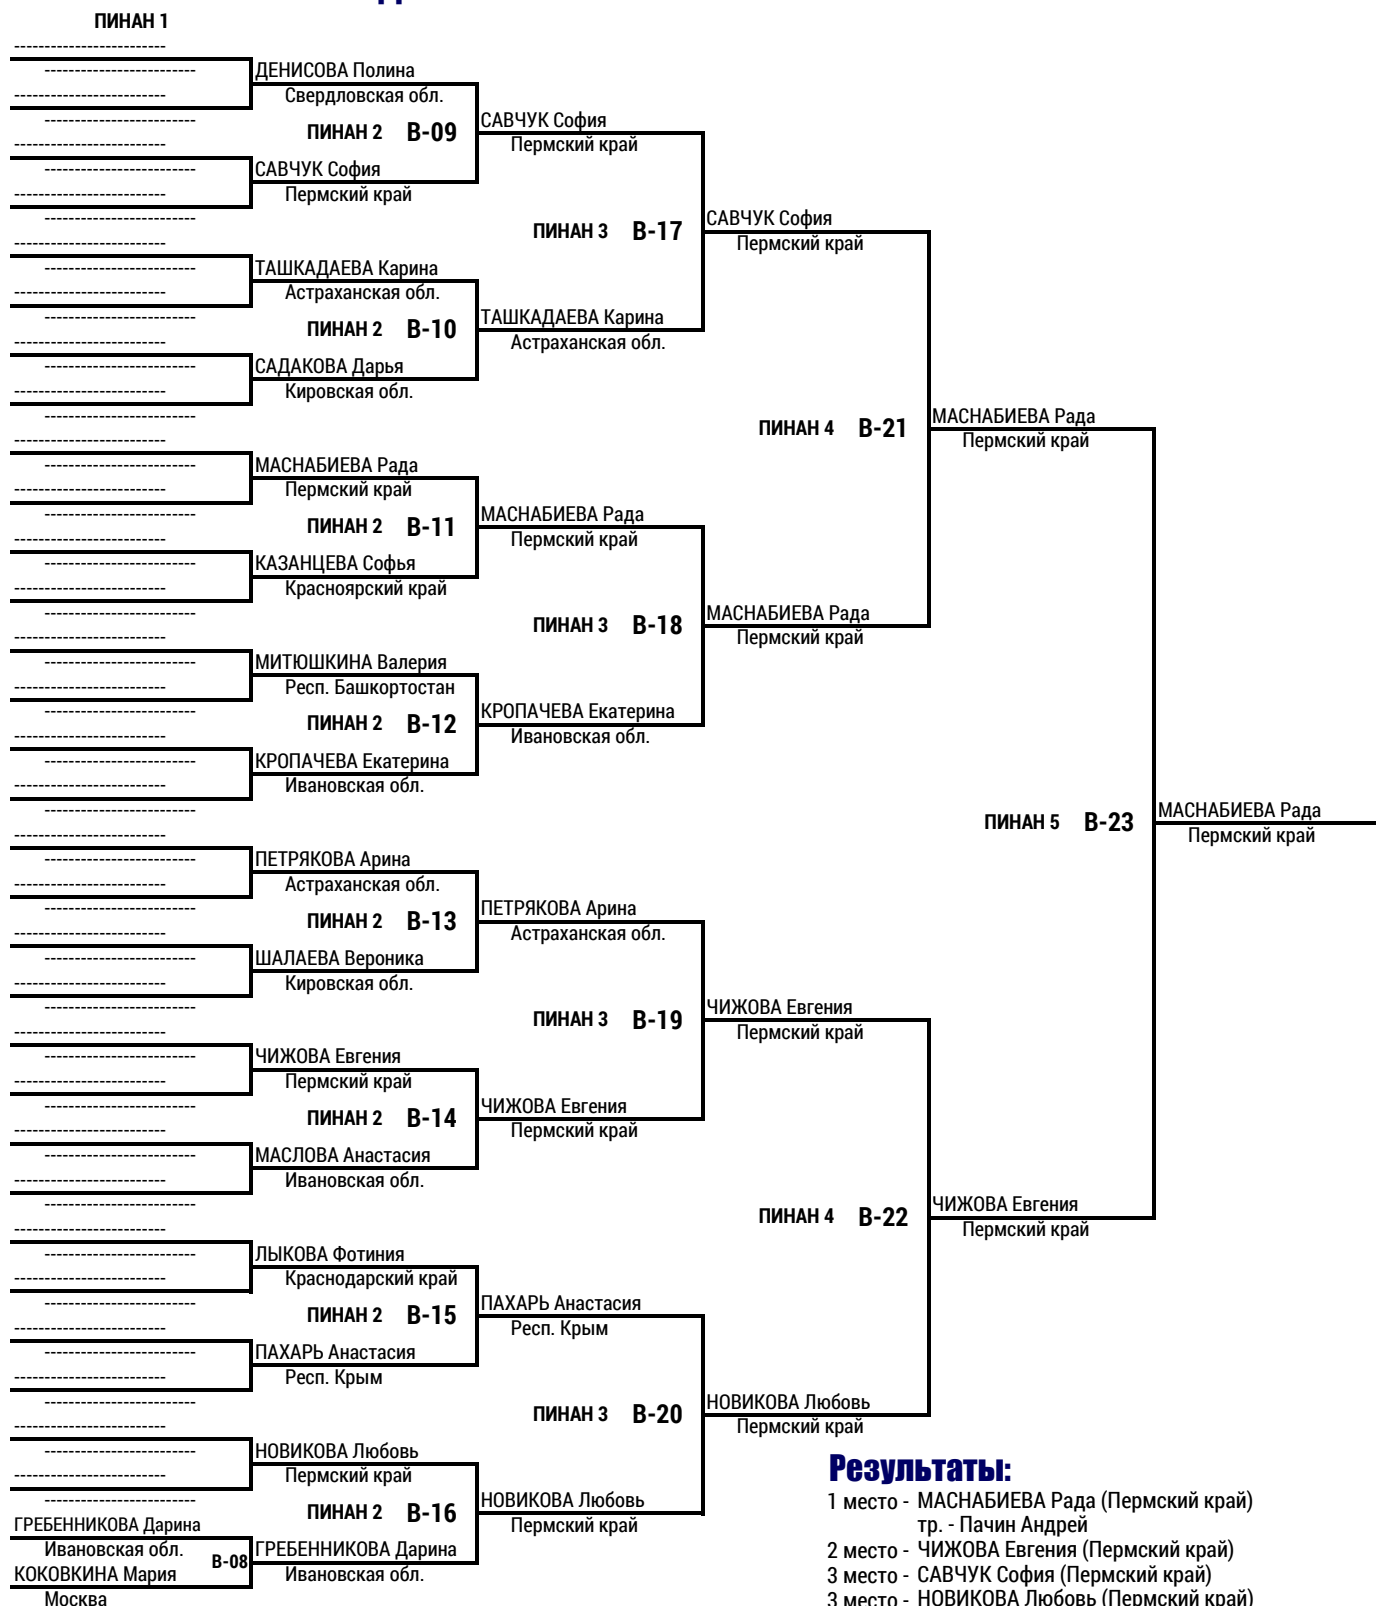 ПИНАН 1
-------------------------
-------------------------
ДЕНИСОВА Полина
-------------------------
Свердловская обл.
-------------------------
САВЧУК София
ПИНАН 2 В-09
Пермский край
-------------------------
-------------------------
САВЧУК София
-------------------------
Пермский край
-------------------------
САВЧУК София
ПИНАН 3 В-17
Пермский край
-------------------------
-------------------------
ТАШКАДАЕВА Карина
-------------------------
Астраханская обл.
-------------------------
ТАШКАДАЕВА Карина
ПИНАН 2 В-10
Астраханская обл.
-------------------------
-------------------------
САДАКОВА Дарья
-------------------------
Кировская обл.
-------------------------
МАСНАБИЕВА Рада
ПИНАН 4 В-21
Пермский край
-------------------------
-------------------------
МАСНАБИЕВА Рада
-------------------------
Пермский край
-------------------------
МАСНАБИЕВА Рада
ПИНАН 2 В-11
Пермский край
-------------------------
-------------------------
КАЗАНЦЕВА Софья
-------------------------
Красноярский край
-------------------------
МАСНАБИЕВА Рада
ПИНАН 3 В-18
Пермский край
-------------------------
-------------------------
МИТЮШКИНА Валерия
-------------------------
Респ. Башкортостан
-------------------------
КРОПАЧЕВА Екатерина
ПИНАН 2 В-12
Ивановская обл.
-------------------------
-------------------------
КРОПАЧЕВА Екатерина
-------------------------
Ивановская обл.
-------------------------
МАСНАБИЕВА Рада
ПИНАН 5 В-23
Пермский край
-------------------------
-------------------------
ПЕТРЯКОВА Арина
-------------------------
Астраханская обл.
-------------------------
ПЕТРЯКОВА Арина
ПИНАН 2 В-13
Астраханская обл.
-------------------------
-------------------------
ШАЛАЕВА Вероника
-------------------------
Кировская обл.
-------------------------
ЧИЖОВА Евгения
ПИНАН 3 В-19
Пермский край
-------------------------
-------------------------
ЧИЖОВА Евгения
-------------------------
Пермский край
-------------------------
ЧИЖОВА Евгения
ПИНАН 2 В-14
Пермский край
-------------------------
-------------------------
МАСЛОВА Анастасия
-------------------------
Ивановская обл.
-------------------------
ЧИЖОВА Евгения
ПИНАН 4 В-22
Пермский край
-------------------------
-------------------------
ЛЫКОВА Фотиния
-------------------------
Краснодарский край
-------------------------
ПАХАРЬ Анастасия
ПИНАН 2 В-15
Респ. Крым
-------------------------
-------------------------
ПАХАРЬ Анастасия
-------------------------
Респ. Крым
-------------------------
НОВИКОВА Любовь
ПИНАН 3 В-20
Пермский край
-------------------------
-------------------------
НОВИКОВА Любовь
-------------------------
Пермский край
-------------------------
НОВИКОВА Любовь
ПИНАН 2 В-16
Пермский край
ГРЕБЕННИКОВА Дарина
Ивановская обл.
В-08
ГРЕБЕННИКОВА Дарина
Ивановская обл.
КОКОВКИНА Мария
Москва
Результаты:
1 место - МАСНАБИЕВА Рада (Пермский край)
тр. - Пачин Андрей
2 место - ЧИЖОВА Евгения (Пермский край)
3 место - САВЧУК София (Пермский край)
3 место - НОВИКОВА Любовь (Пермский край)